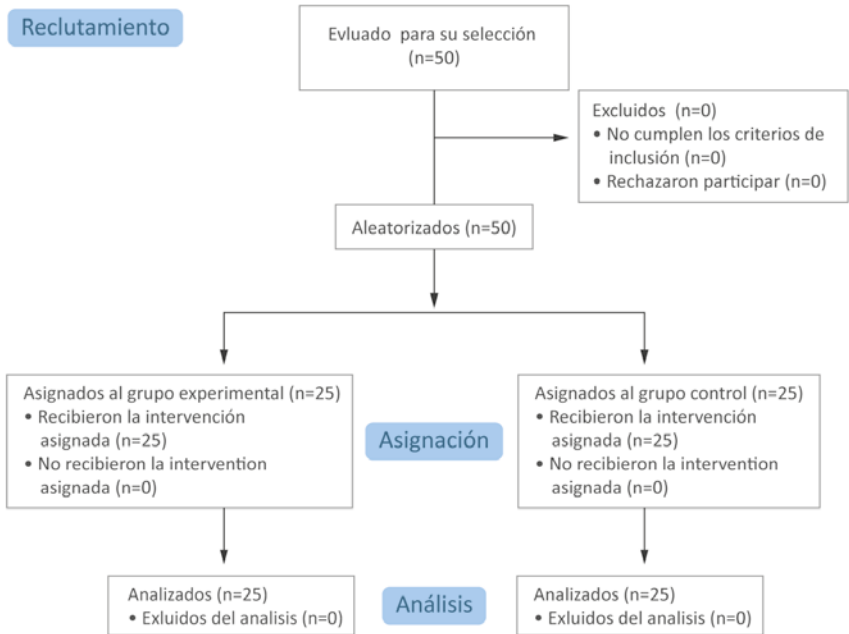 Reclutamiento
Evluado para su selección
(n=50)
Excluidos (n=0)
• No cumplen los criterios de
inclusión (n=0)
• Rechazaron participar (n=0)
Aleatorizados (n=50)
Asignados al grupo experimental (n=25)
• Recibieron la intervención
asignada (n=25)
• No recibieron la intervention
asignada (n=0)
Asignación
Asignados al grupo control (n=25)
• Recibieron la intervención
asignada (n=25)
• No recibieron la intervention
asignada (n=0)
Analizados (n=25)
• Exluidos del analisis (n=0)
Análisis
Analizados (n=25)
• Exluidos del analisis (n=0)